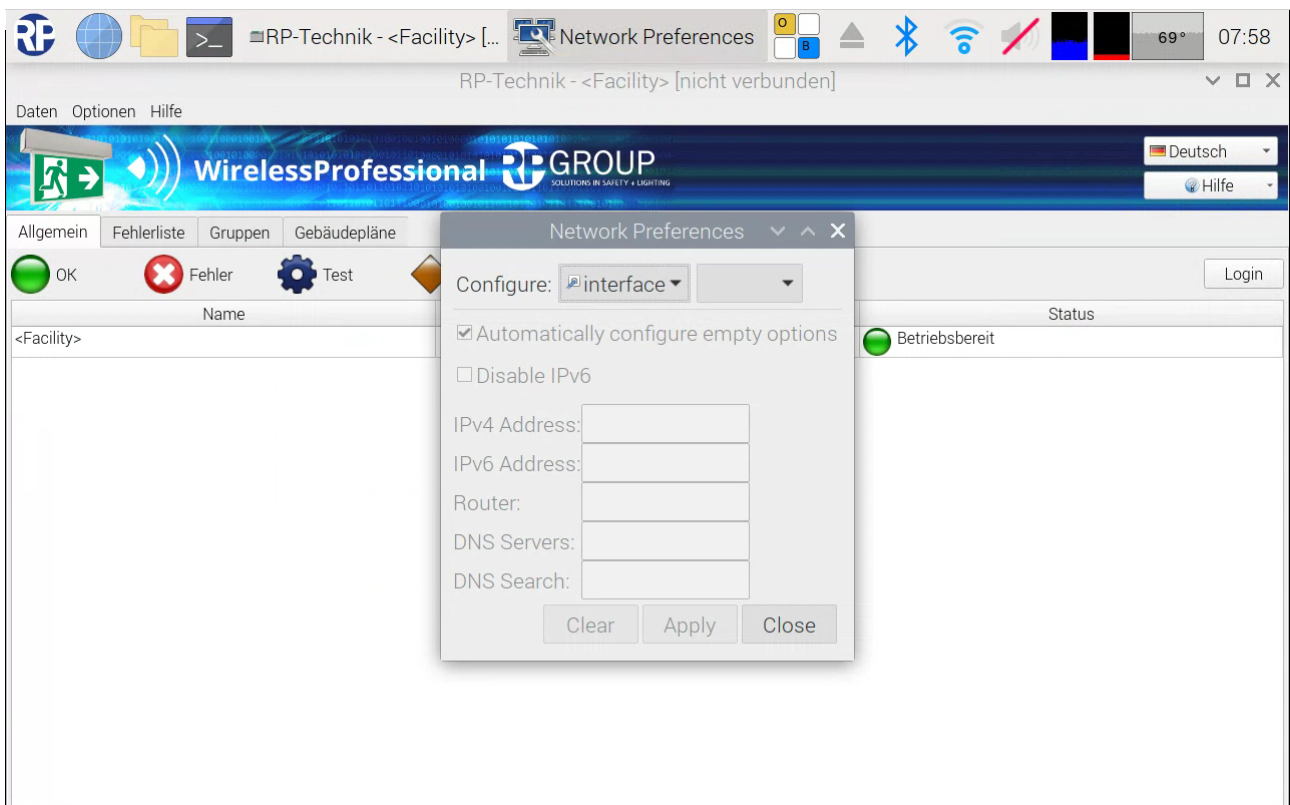 RP >_ RP-Technik - <Facility> [... Network Preferences O B 69° 07:58
RP-Technik - <Facility> [nicht verbunden]
Daten Optionen Hilfe
WirelessProfessional RP GROUP
SOLUTIONS IN SAFETY + LIGHTING
Deutsch
Hilfe
Allgemein Fehlerliste Gruppen Gebäudepläne
OK Fehler Test
Login
Name Status
<Facility> Betriebsbereit
Network Preferences
Configure: interface
Automatically configure empty options
Disable IPv6
IPv4 Address:
IPv6 Address:
Router:
DNS Servers:
DNS Search:
Clear Apply Close